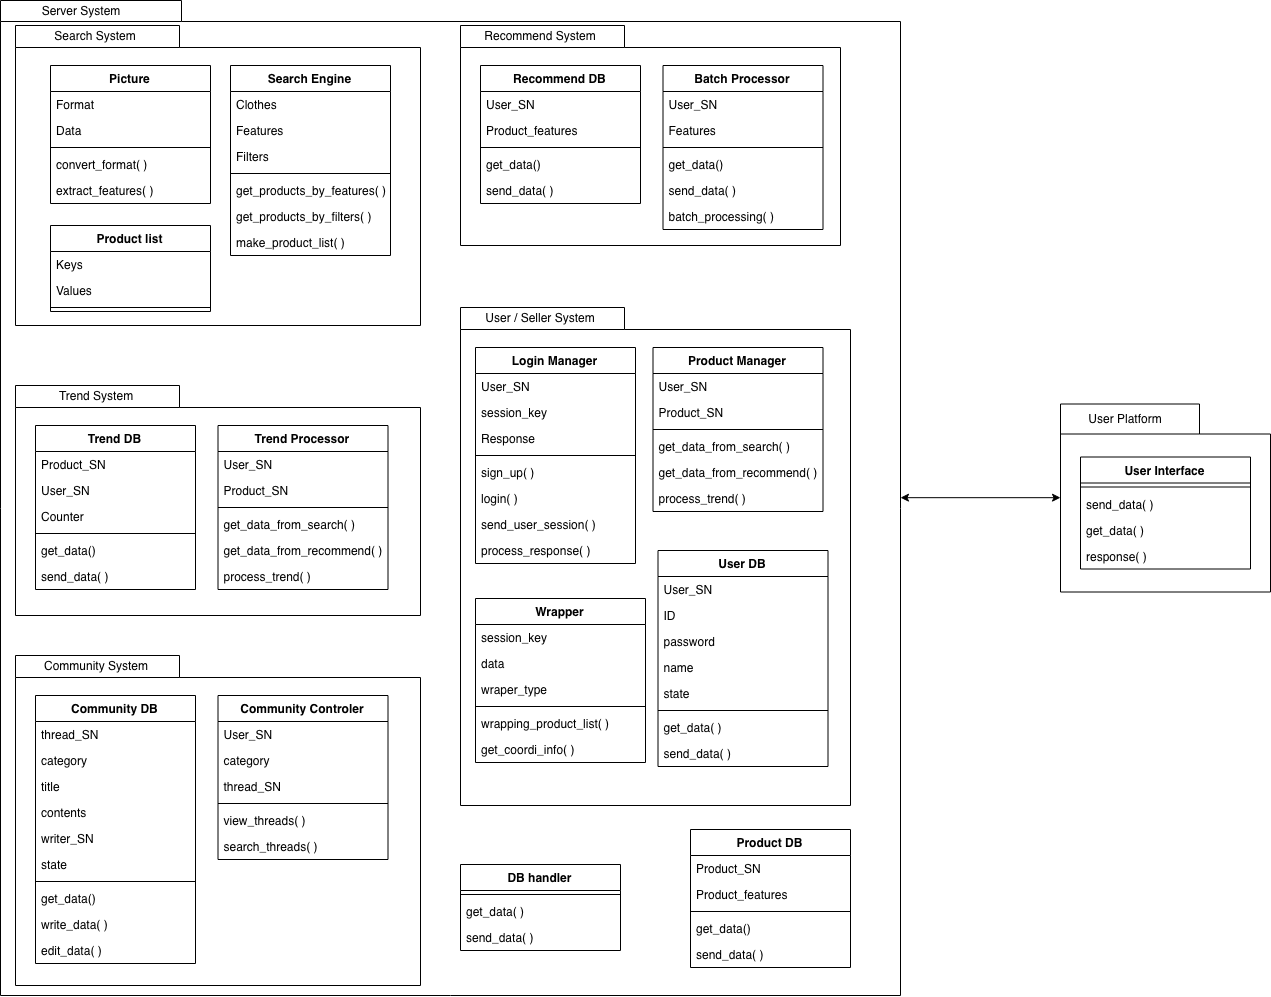 Server System
Search System
Picture
Format
Data
convert_format( )
extract_features( )
Search Engine
Clothes
Features
Filters
get_products_by_features( )
get_products_by_filters( )
make_product_list( )
Product list
Keys
Values
Recommend System
Recommend DB
User_SN
Product_features
get_data()
send_data( )
Batch Processor
User_SN
Features
get_data()
send_data( )
batch_processing( )
Trend System
Trend DB
Product_SN
User_SN
Counter
get_data()
send_data( )
Trend Processor
User_SN
Product_SN
get_data_from_search( )
get_data_from_recommend( )
process_trend( )
User / Seller System
Login Manager
User_SN
session_key
Response
sign_up( )
login( )
send_user_session( )
process_response( )
Product Manager
User_SN
Product_SN
get_data_from_search( )
get_data_from_recommend( )
process_trend( )
Wrapper
session_key
data
wraper_type
wrapping_product_list( )
get_coordi_info( )
User DB
User_SN
ID
password
name
state
get_data( )
send_data( )
Community System
Community DB
thread_SN
category
title
contents
writer_SN
state
get_data()
write_data( )
edit_data( )
Community Controler
User_SN
category
thread_SN
view_threads( )
search_threads( )
DB handler
get_data( )
send_data( )
Product DB
Product_SN
Product_features
get_data()
send_data( )
User Platform
User Interface
send_data( )
get_data( )
response( )